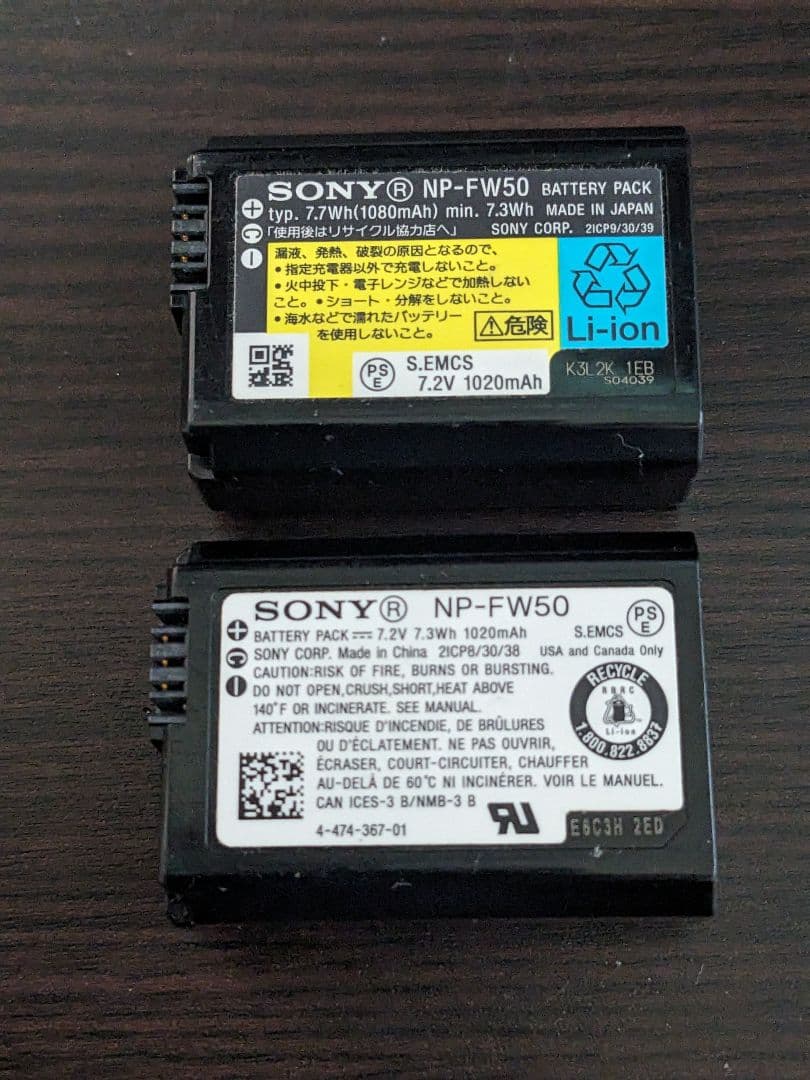 SONY® NP-FW50 BATTERY PACK
typ. 7.7Wh(1080mAh) min. 7.3Wh MADE IN JAPAN
「使用後はリサイクル協力店へ」 SONY CORP. 2ICP9/30/39
漏液、発熱、破裂の原因となるので、
•指定充電器以外で充電しないこと。
•火中投下・電子レンジなどで加熱しない
こと。•ショート・分解をしないこと。
•海水などで濡れたバッテリー
を使用しないこと。
⚠危険
Li-ion
PSE S.EMCS
7.2V 1020mAh
K3L2K 1EB
S04039
SONY® NP-FW50
BATTERY PACK ⎓ 7.2V 7.3Wh 1020mAh S.EMCS PSE
SONY CORP. Made in China 2ICP8/30/38 USA and Canada Only
CAUTION:RISK OF FIRE, BURNS OR BURSTING.
DO NOT OPEN,CRUSH,SHORT,HEAT ABOVE
140°F OR INCINERATE. SEE MANUAL.
ATTENTION:RISQUE D'INCENDIE, DE BRÛLURES
OU D'ÉCLATEMENT. NE PAS OUVRIR,
ÉCRASER, COURT-CIRCUITER, CHAUFFER
AU-DELÀ DE 60°C NI INCINÉRER. VOIR LE MANUEL.
CAN ICES-3 B/NMB-3 B
4-474-367-01
RECYCLE
RBRC
Li-ion
1.800.822.8837
E6C3H 2ED